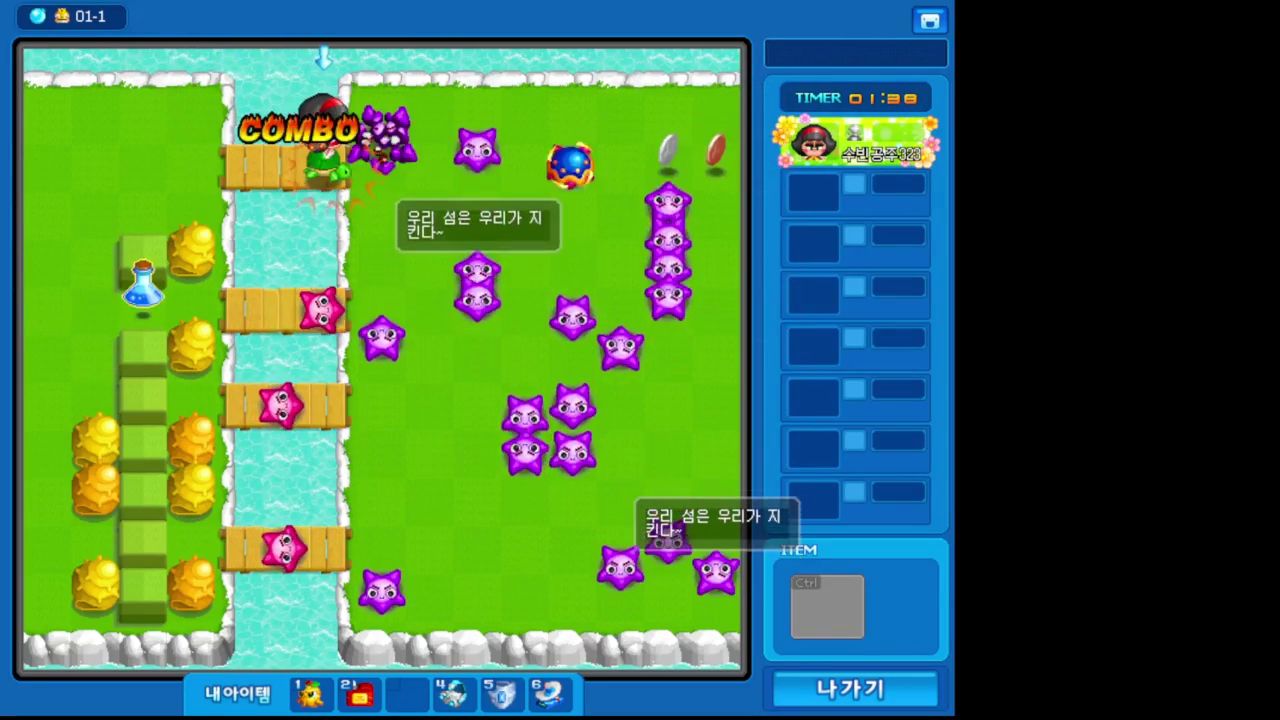 01-1
TIMER 01:38
COMBO
수빈공주323
우리 섬은 우리가 지
킨다~
우리 섬은 우리가 지
킨다~
ITEM
Ctrl
내아이템
1
2
4
5
6
나가기